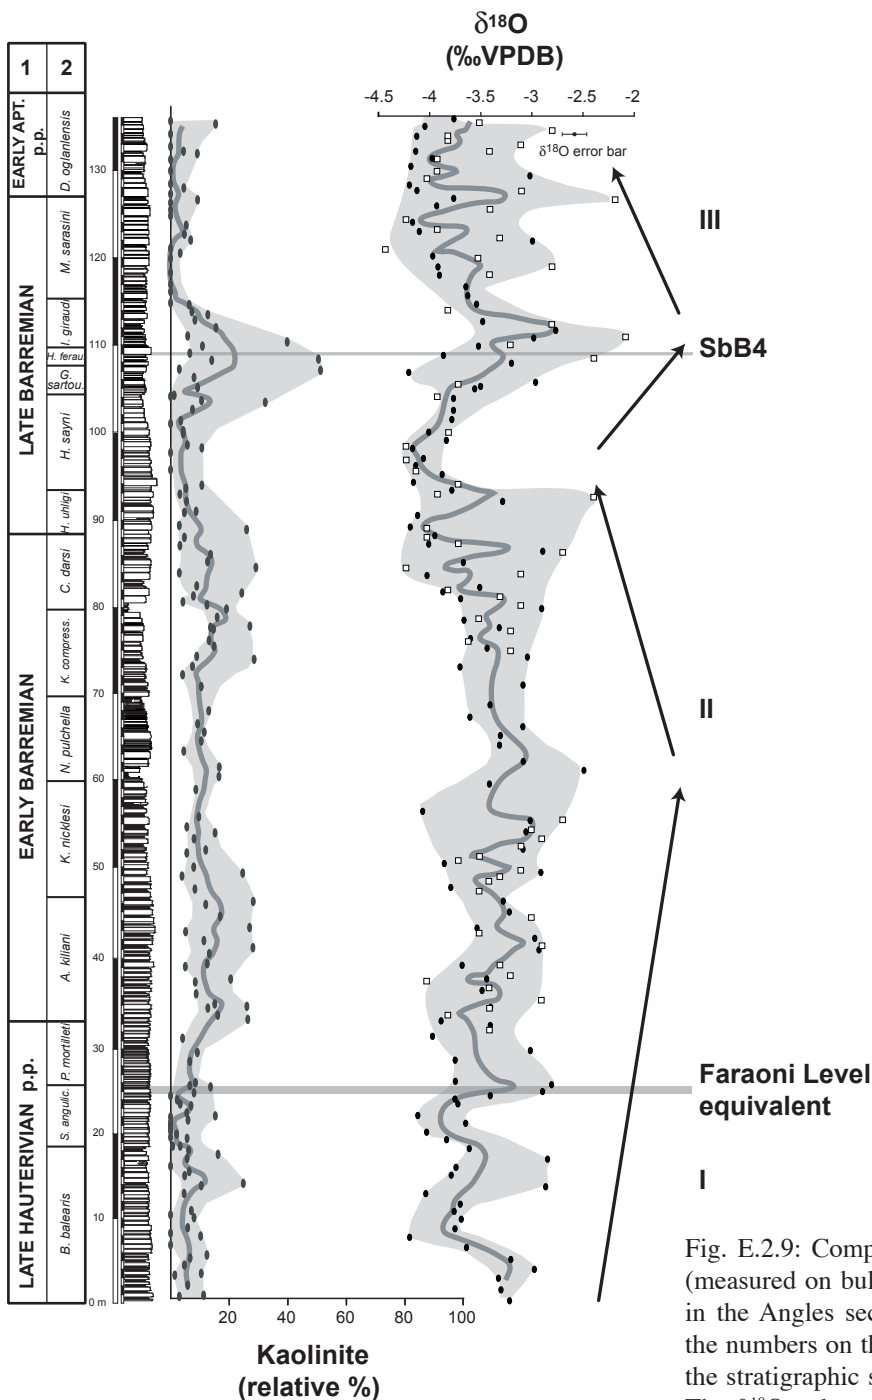 δ18O
(‰VPDB)
1 2
-4.5 -4 -3.5 -3 -2.5 -2
δ18O error bar
EARLY APT. p.p.
D. oglanlensis
130
III
LATE BARREMIAN
M. sarasini
120
I. giraudi
110
H. ferau.
SbB4
G. sartou.
H. sayni
100
H. uhligi
90
EARLY BARREMIAN
C. darsi
80
K. compress.
70
II
N. pulchella
60
K. nicklesi
50
A. kiliani
40
LATE HAUTERIVIAN p.p.
P. mortilleti
30
Faraoni Level
equivalent
S. angulic.
20
B. balearis
I
10
0 m
20 40 60 80 100
Kaolinite
(relative %)
Fig. E.2.9: Comp
(measured on bul
in the Angles sec
the numbers on th
the stratigraphic s